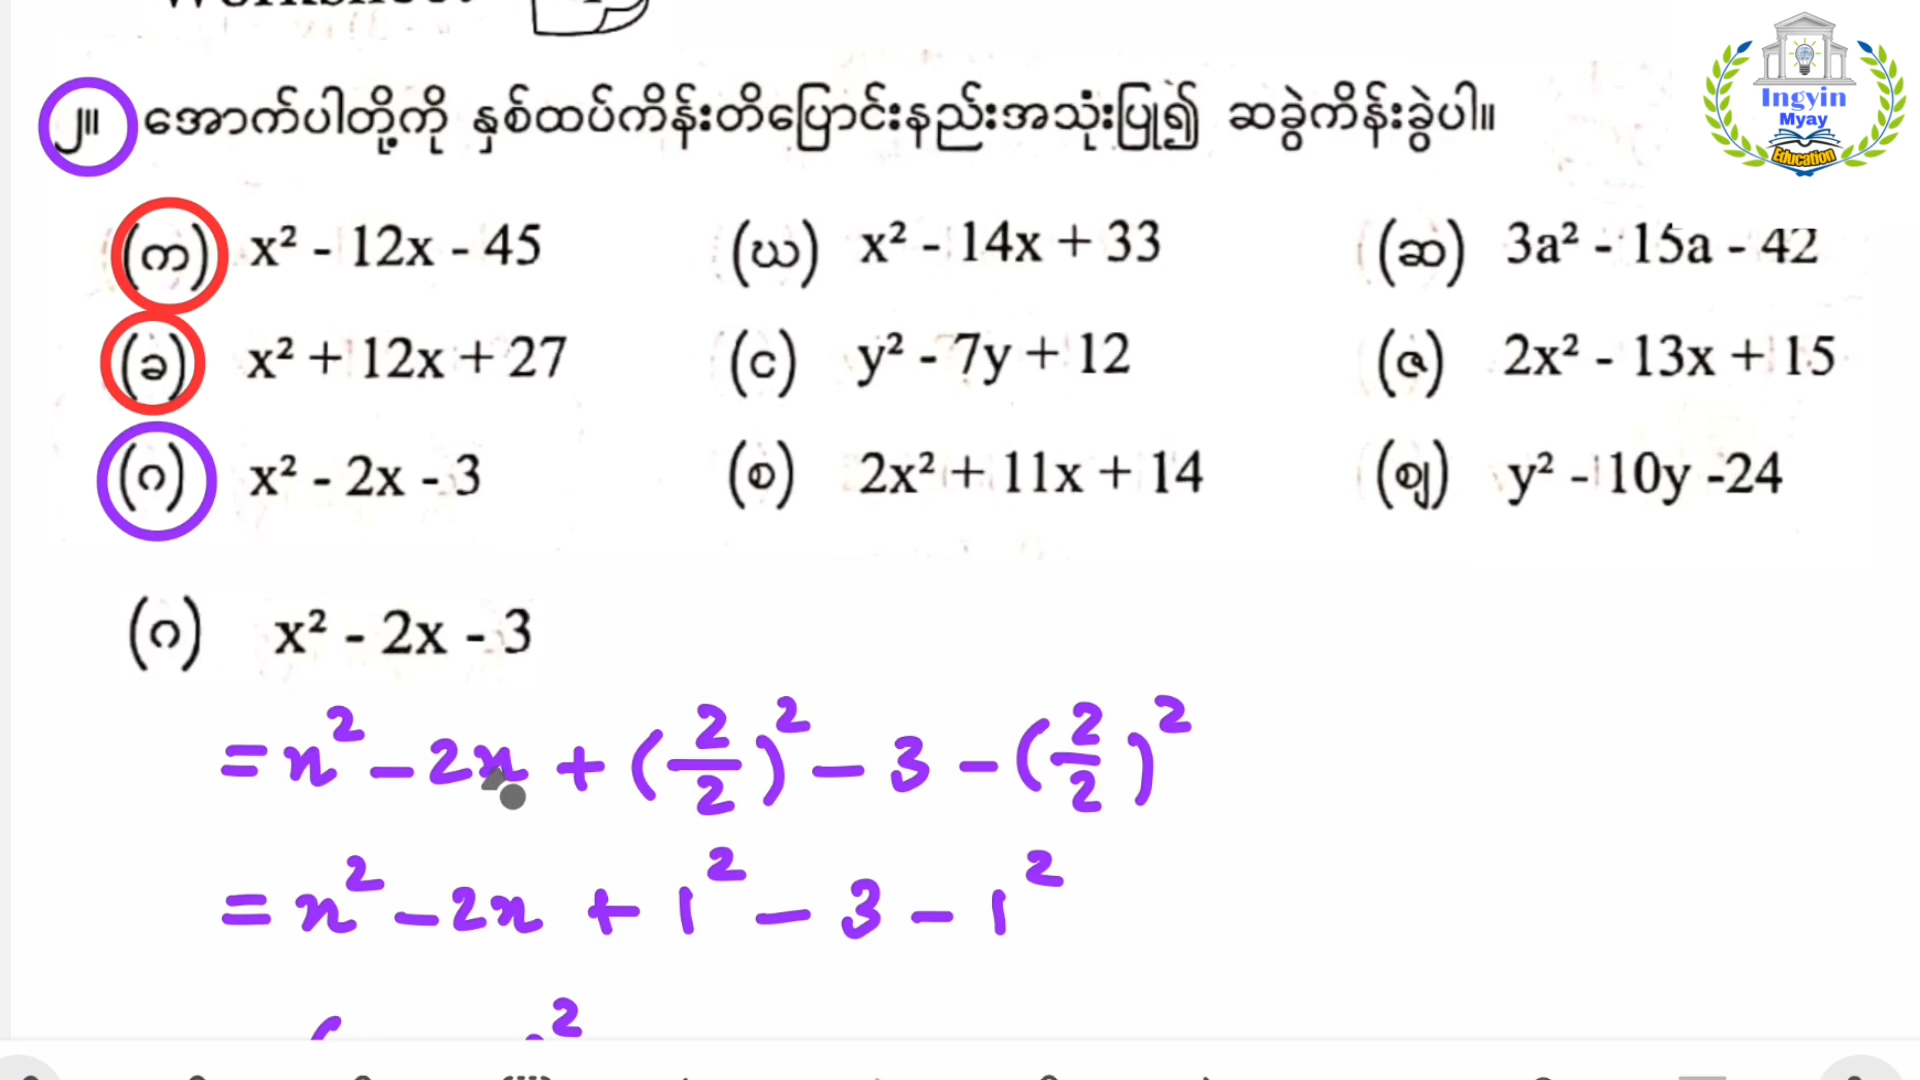 ၂။ အောက်ပါတို့ကို နှစ်ထပ်ကိန်းတိပြောင်းနည်းအသုံးပြု၍ ဆခွဲကိန်းခွဲပါ။
Ingyin
Myay
Education
(က) x² - 12x - 45 (ဃ) x² - 14x + 33 (ဆ) 3a² - 15a - 42
(ခ) x² + 12x + 27 (င) y² - 7y + 12 (ဇ) 2x² - 13x + 15
(ဂ) x² - 2x - 3 (စ) 2x² + 11x + 14 (ဈ) y² - 10y -24
(ဂ) x² - 2x - 3
= x² - 2x + (2/2)² - 3 - (2/2)²
= x² - 2x + 1² - 3 - 1²